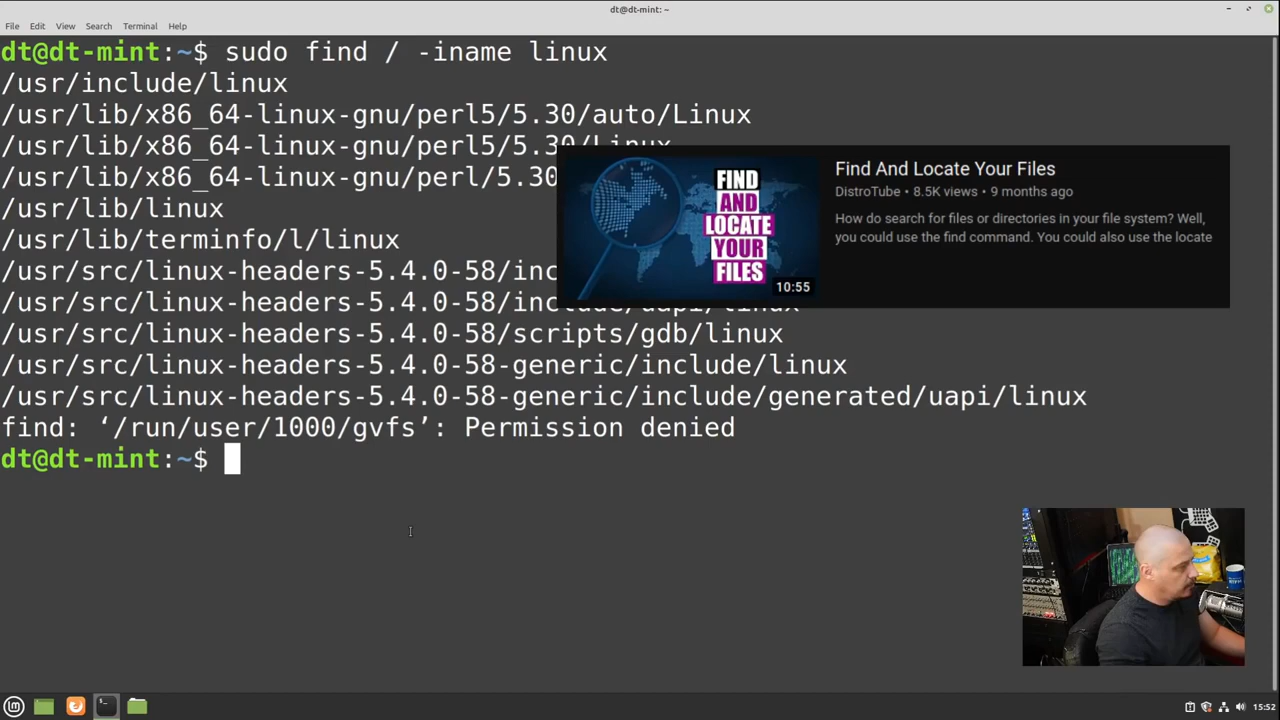 dt@dt-mint: ~
File Edit View Search Terminal Help
dt@dt-mint:~$ sudo find / -iname linux
/usr/include/linux
/usr/lib/x86_64-linux-gnu/perl5/5.30/auto/Linux
/usr/lib/x86_64-linux-gnu/perl5/5.30/Linux
/usr/lib/x86_64-linux-gnu/perl/5.30
/usr/lib/linux
/usr/lib/terminfo/l/linux
/usr/src/linux-headers-5.4.0-58/inc
/usr/src/linux-headers-5.4.0-58/include/uapi/linux
/usr/src/linux-headers-5.4.0-58/scripts/gdb/linux
/usr/src/linux-headers-5.4.0-58-generic/include/linux
/usr/src/linux-headers-5.4.0-58-generic/include/generated/uapi/linux
find: ‘/run/user/1000/gvfs’: Permission denied
dt@dt-mint:~$
FIND
AND
LOCATE
YOUR
FILES
10:55
Find And Locate Your Files
DistroTube • 8.5K views • 9 months ago
How do search for files or directories in your file system? Well,
you could use the find command. You could also use the locate
15:52